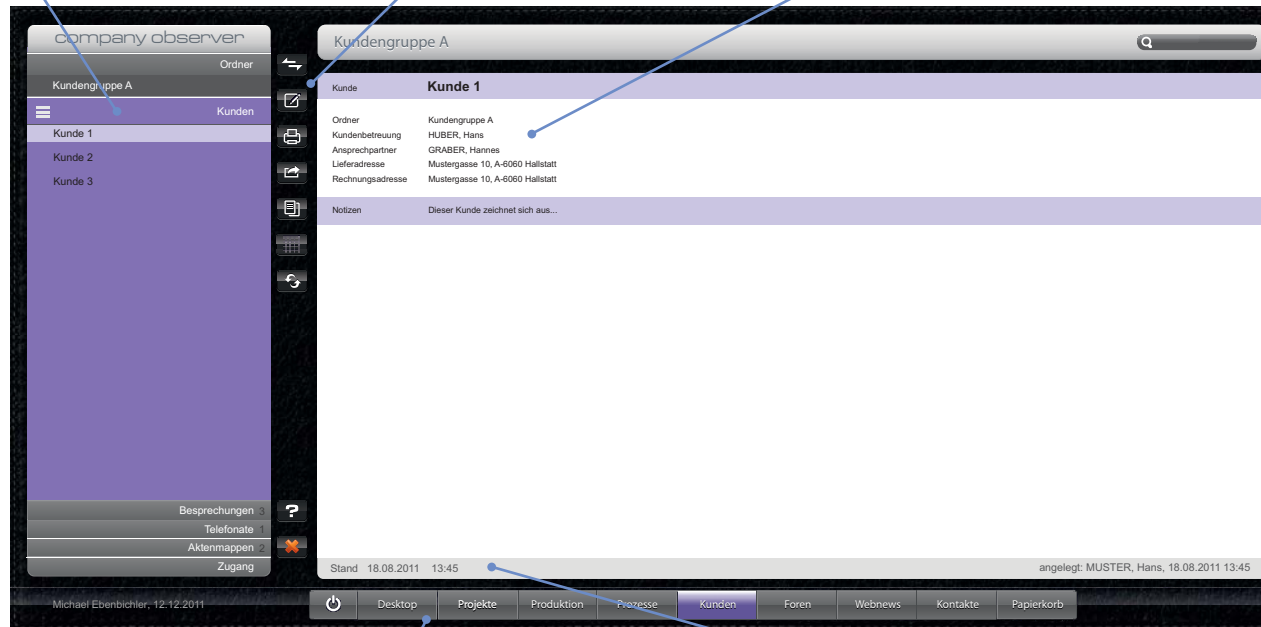 company observer
Ordner
Kundengruppe A
Kunden
Kunde 1
Kunde 2
Kunde 3
Besprechungen 3
Telefonate 1
Aktenmappen 2
Zugang
Michael Ebenbichler, 12.12.2011
?
Kundengruppe A
Kunde Kunde 1
Ordner Kundengruppe A
Kundenbetreuung HUBER, Hans
Ansprechpartner GRABER, Hannes
Lieferadresse Mustergasse 10, A-6060 Hallstatt
Rechnungsadresse Mustergasse 10, A-6060 Hallstatt
Notizen Dieser Kunde zeichnet sich aus...
Stand 18.08.2011 13:45 angelegt: MUSTER, Hans, 18.08.2011 13:45
Desktop Projekte Produktion Prozesse Kunden Foren Webnews Kontakte Papierkorb